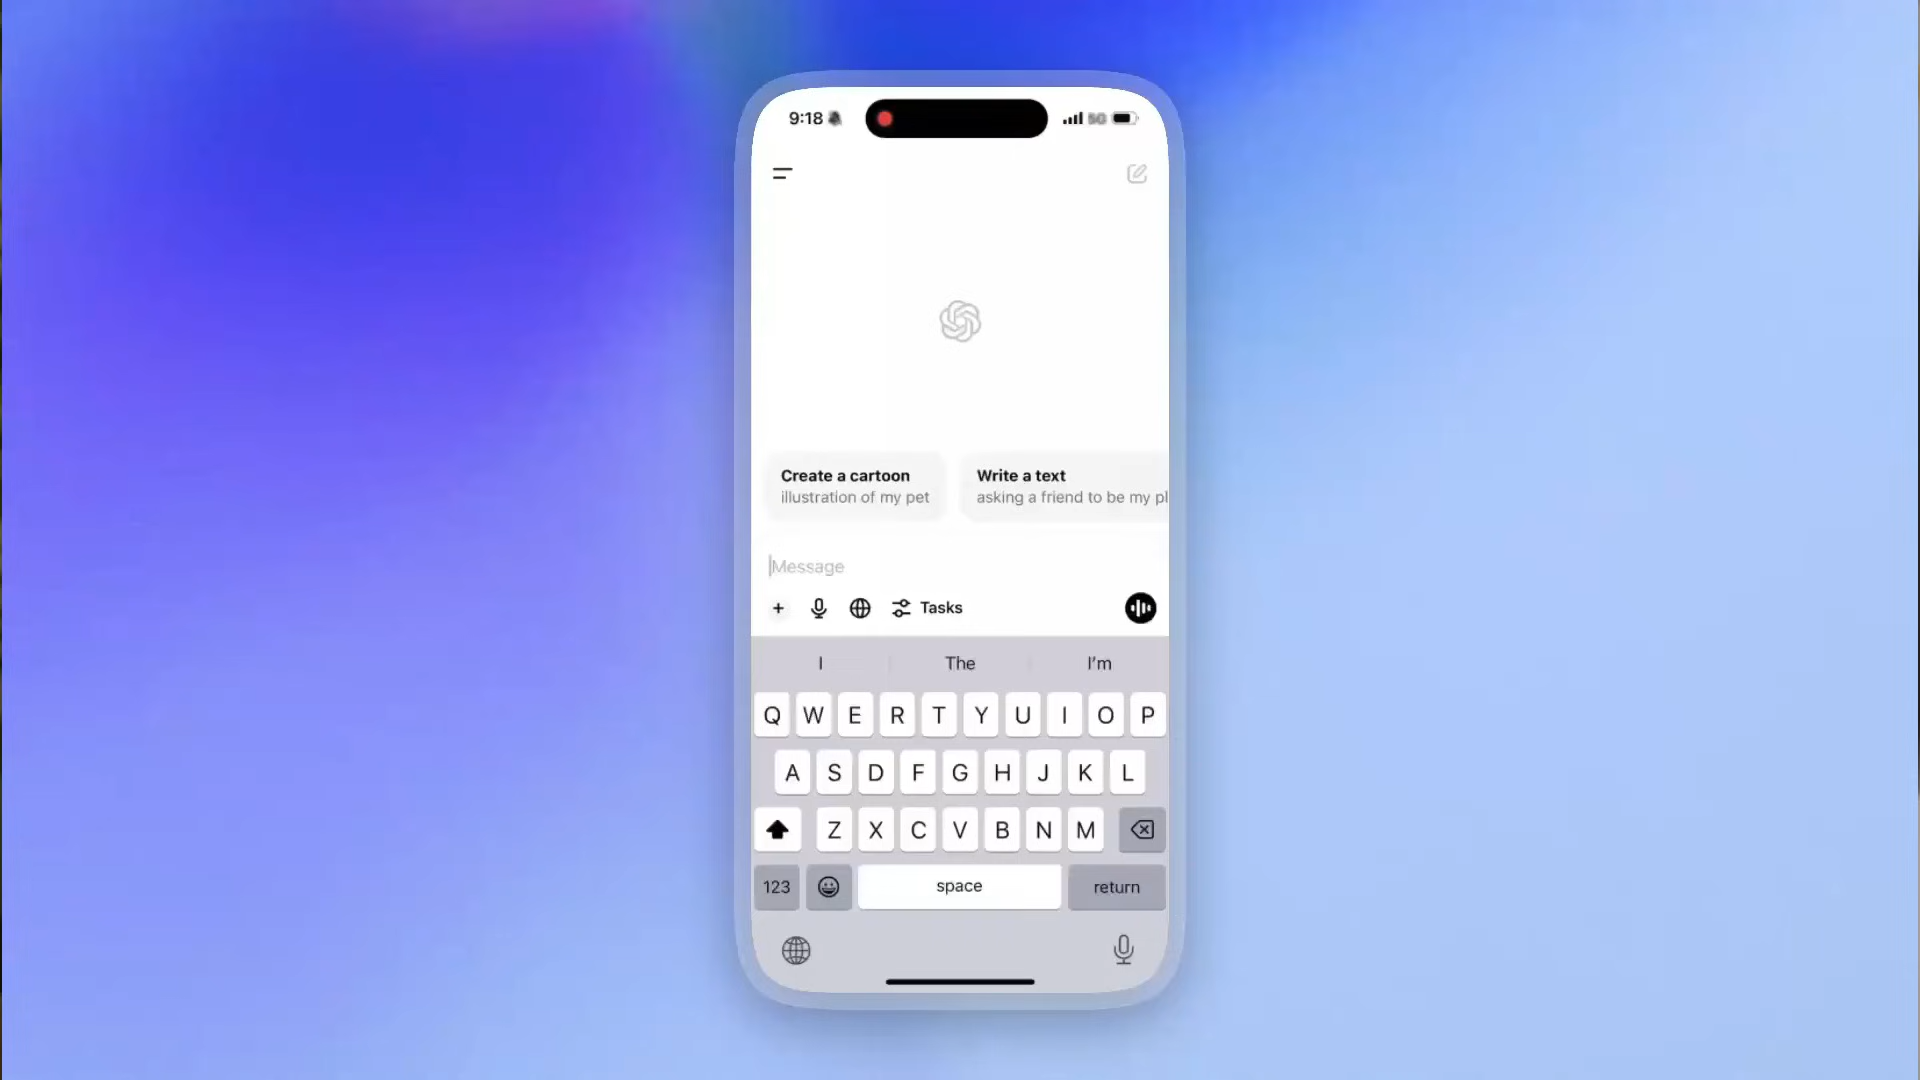 9:18 5G
Create a cartoon
illustration of my pet
Write a text
asking a friend to be my pl
Message
Tasks
I The I'm
Q W E R T Y U I O P
A S D F G H J K L
Z X C V B N M
123 space return